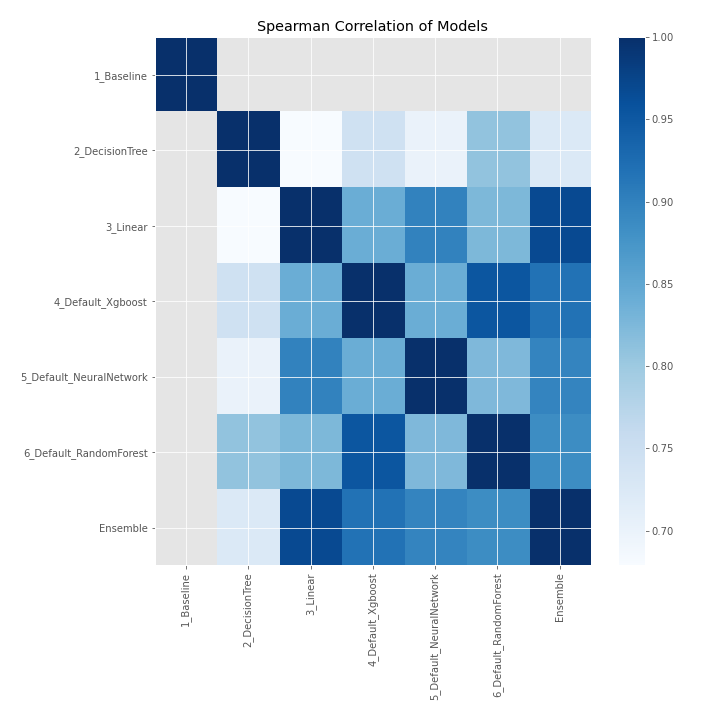 Spearman Correlation of Models
1_Baseline
2_DecisionTree
3_Linear
4_Default_Xgboost
5_Default_NeuralNetwork
6_Default_RandomForest
Ensemble
1_Baseline
2_DecisionTree
3_Linear
4_Default_Xgboost
5_Default_NeuralNetwork
6_Default_RandomForest
Ensemble
1.00
0.95
0.90
0.85
0.80
0.75
0.70